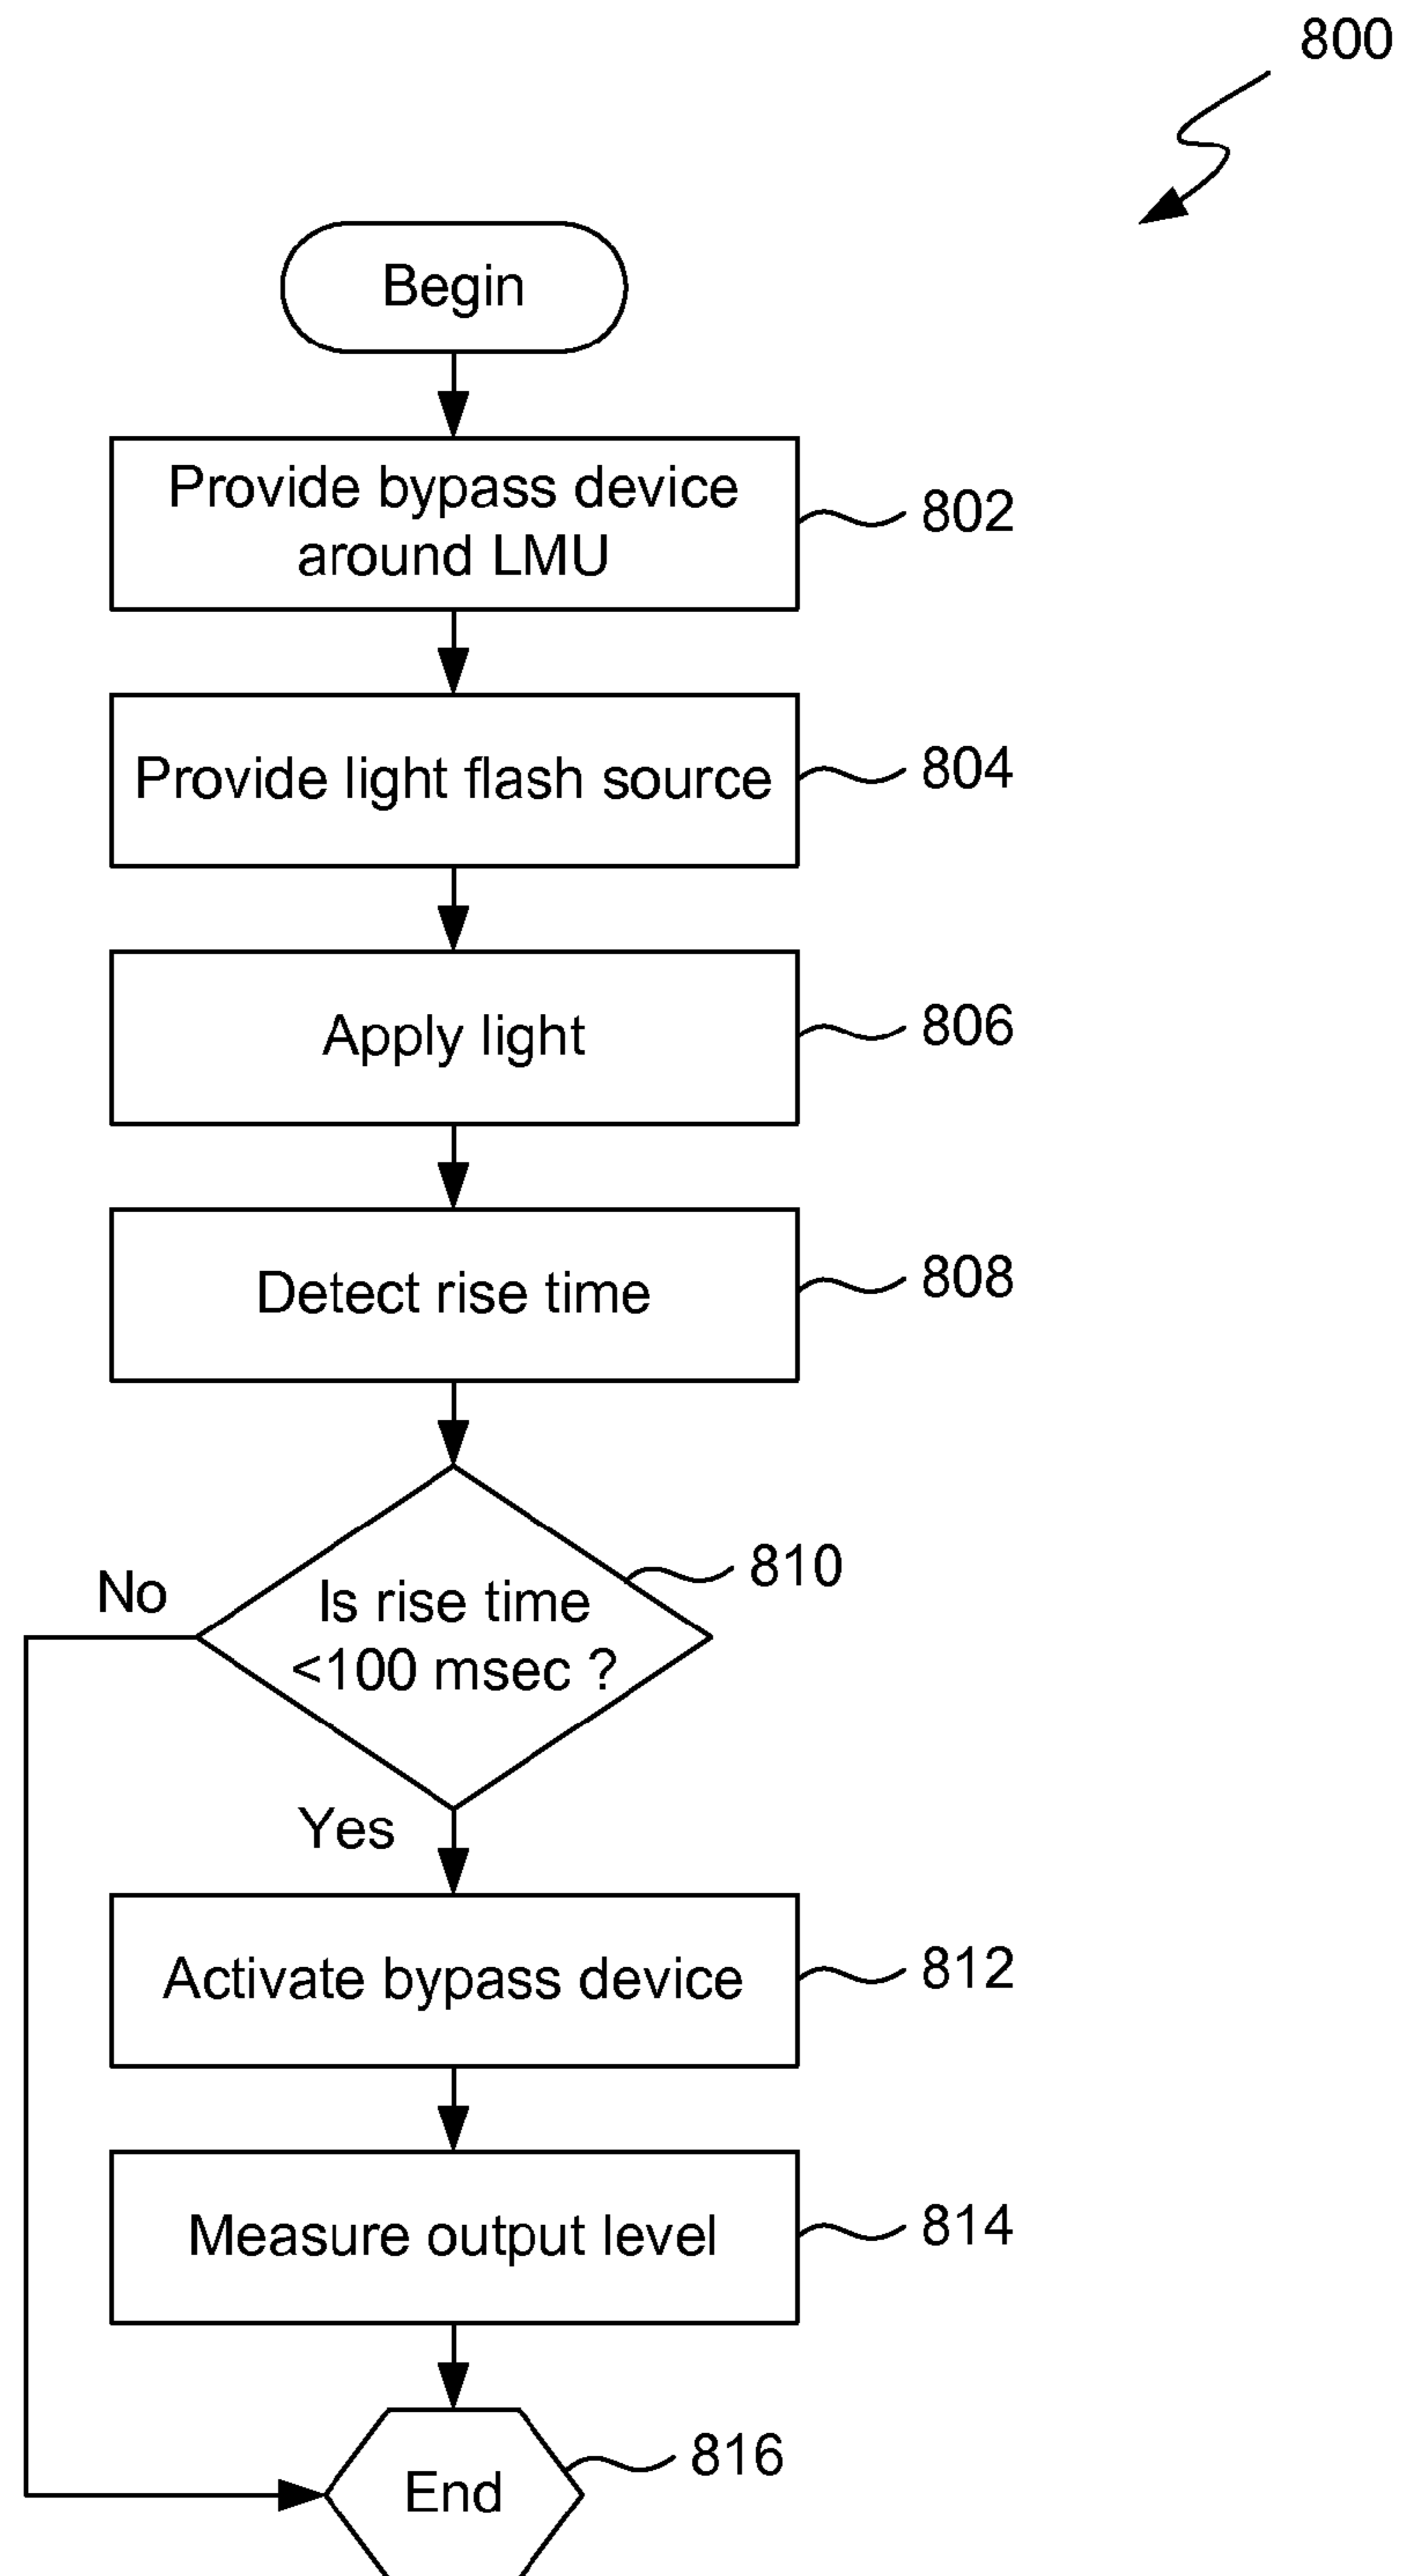 800
Begin
Provide bypass device
around LMU
802
Provide light flash source
804
Apply light
806
Detect rise time
808
Is rise time
<100 msec ?
810
No
Yes
Activate bypass device
812
Measure output level
814
End
816